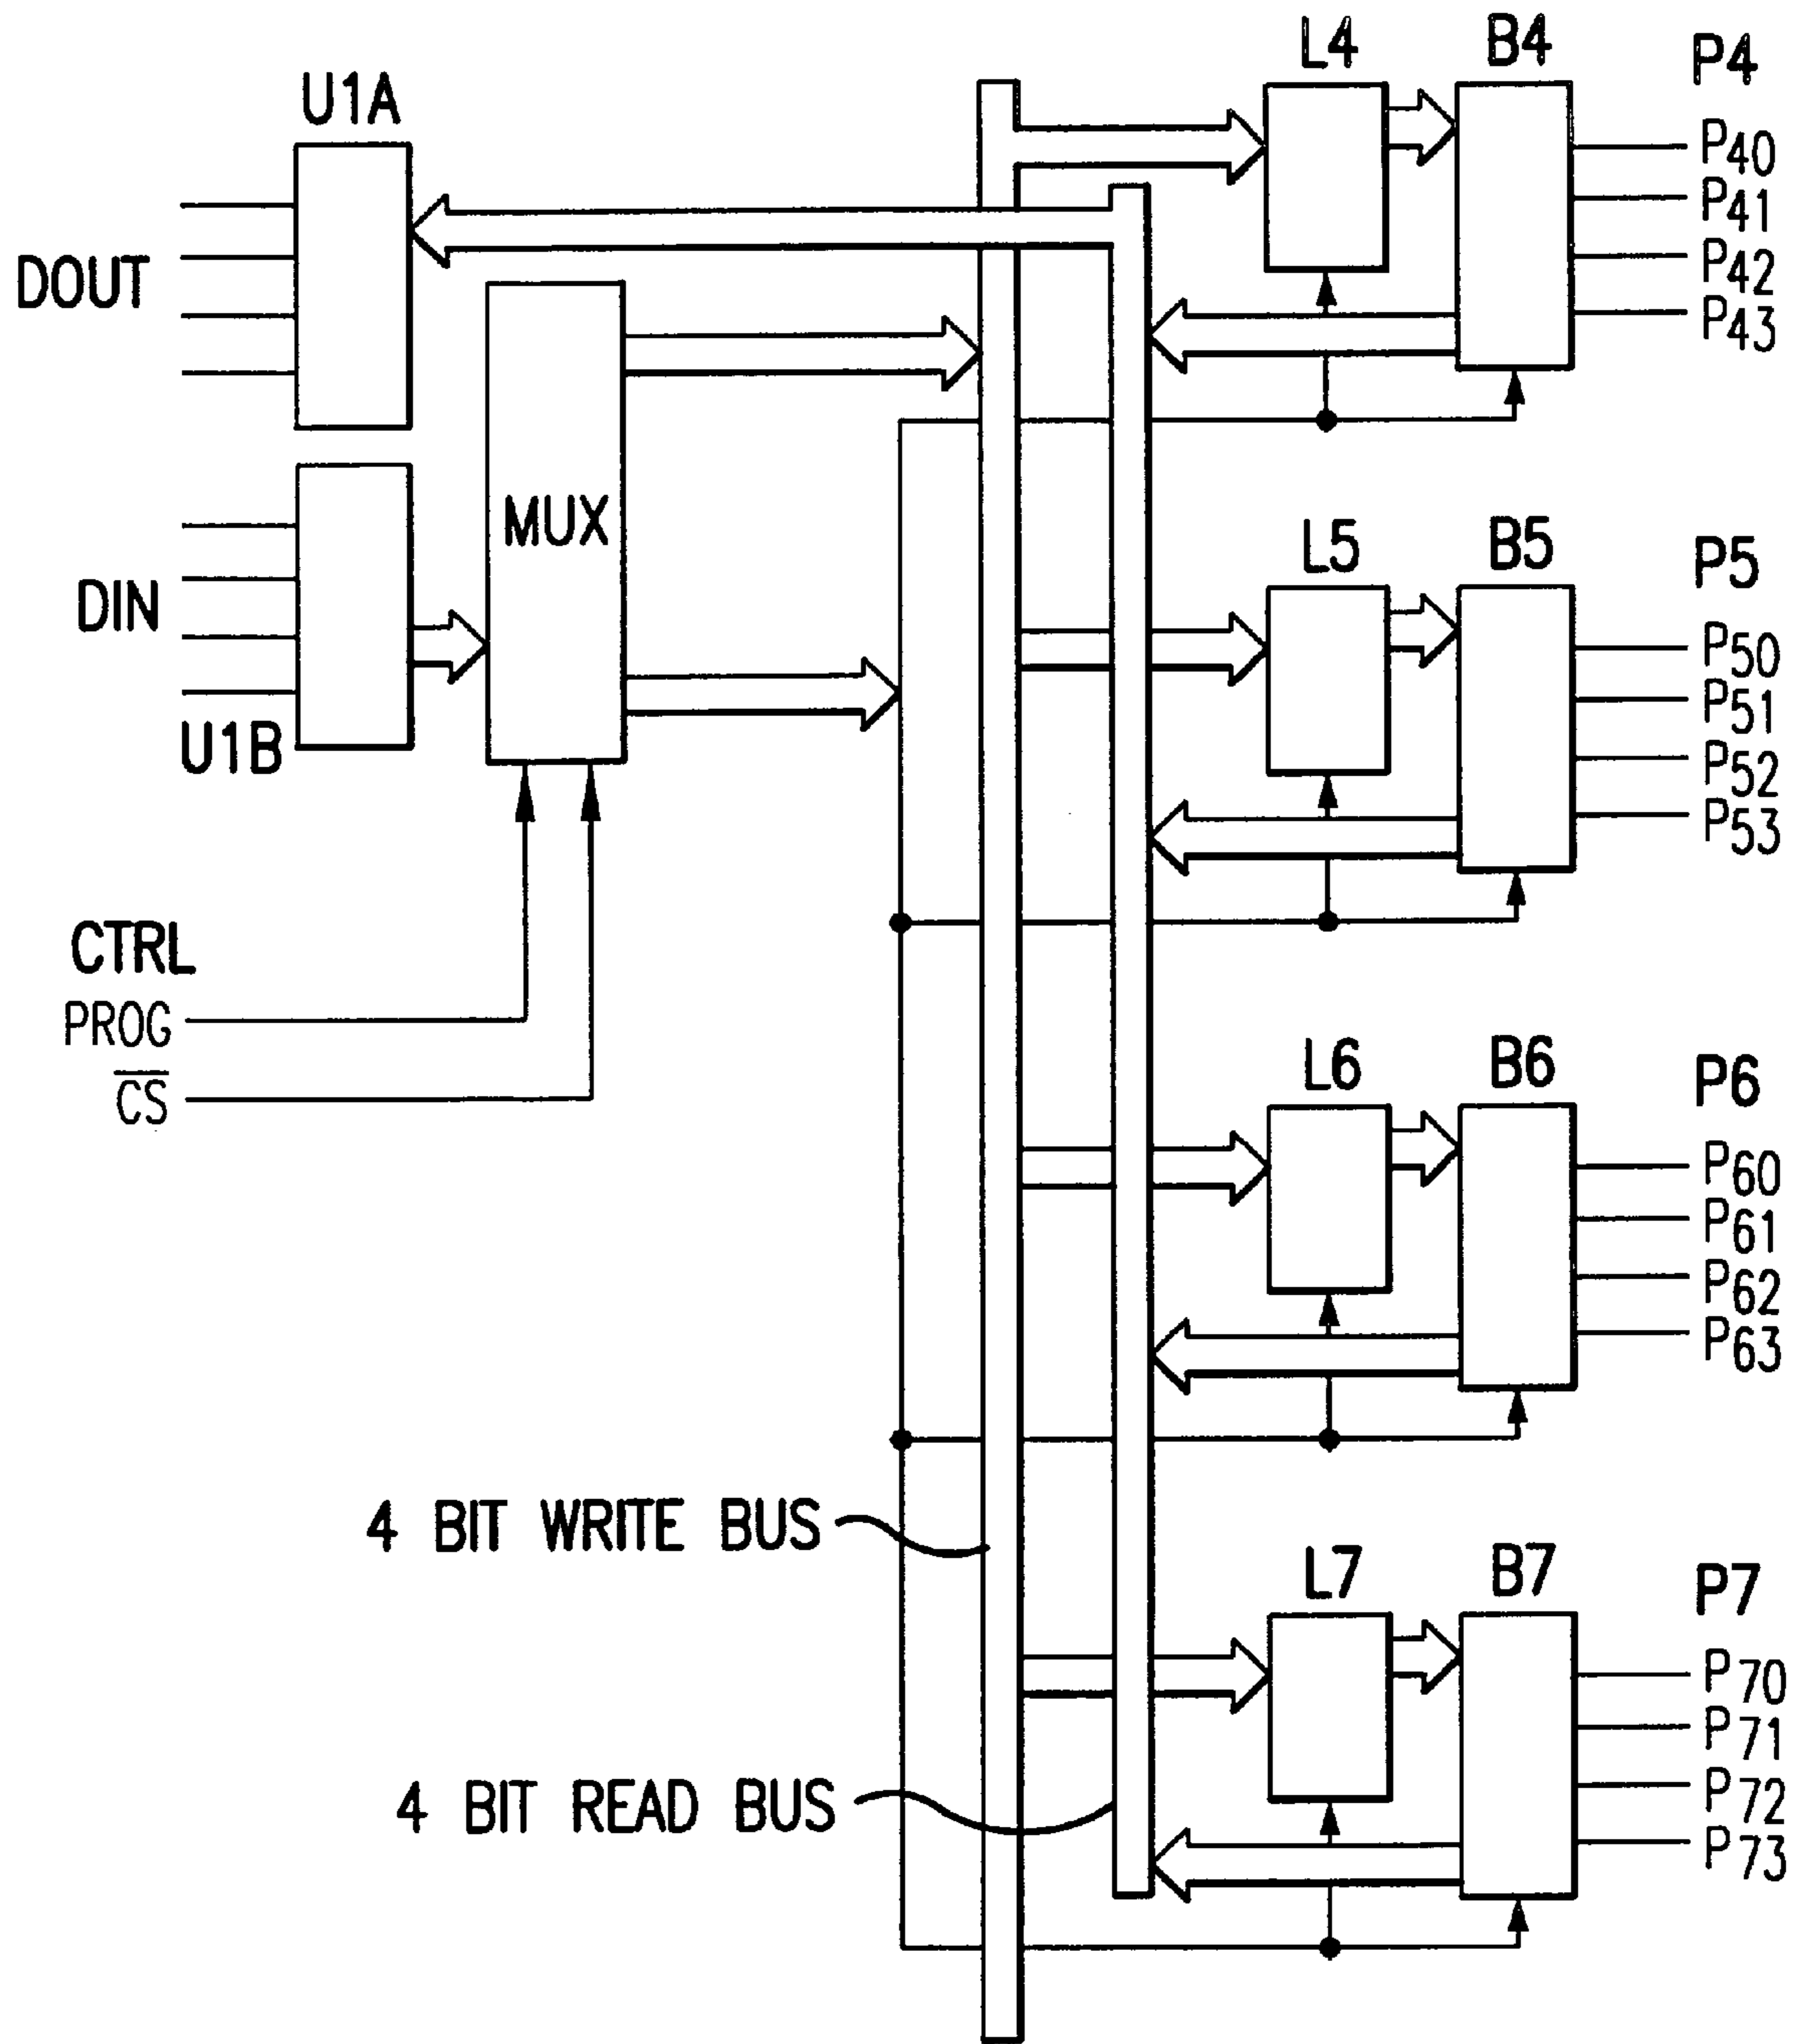 U1A
DOUT
DIN
U1B
MUX
CTRL
PROG
C̅S̅
4 BIT WRITE BUS
4 BIT READ BUS
L4
B4
P4
P40
P41
P42
P43
L5
B5
P5
P50
P51
P52
P53
L6
B6
P6
P60
P61
P62
P63
L7
B7
P7
P70
P71
P72
P73